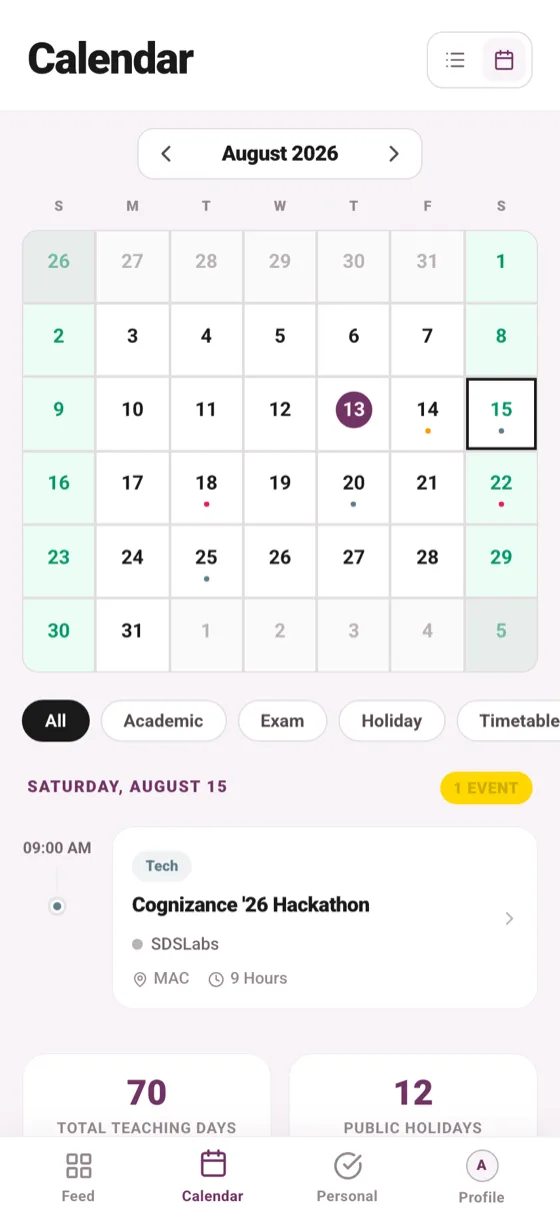 Calendar
August 2026
S M T W T F S
26 27 28 29 30 31 1
2 3 4 5 6 7 8
9 10 11 12 13 14 15
16 17 18 19 20 21 22
23 24 25 26 27 28 29
30 31 1 2 3 4 5
All Academic Exam Holiday Timetable
SATURDAY, AUGUST 15 1 EVENT
09:00 AM
Tech
Cognizance '26 Hackathon
SDSLabs
MAC 9 Hours
70 12
TOTAL TEACHING DAYS PUBLIC HOLIDAYS
A
Feed Calendar Personal Profile